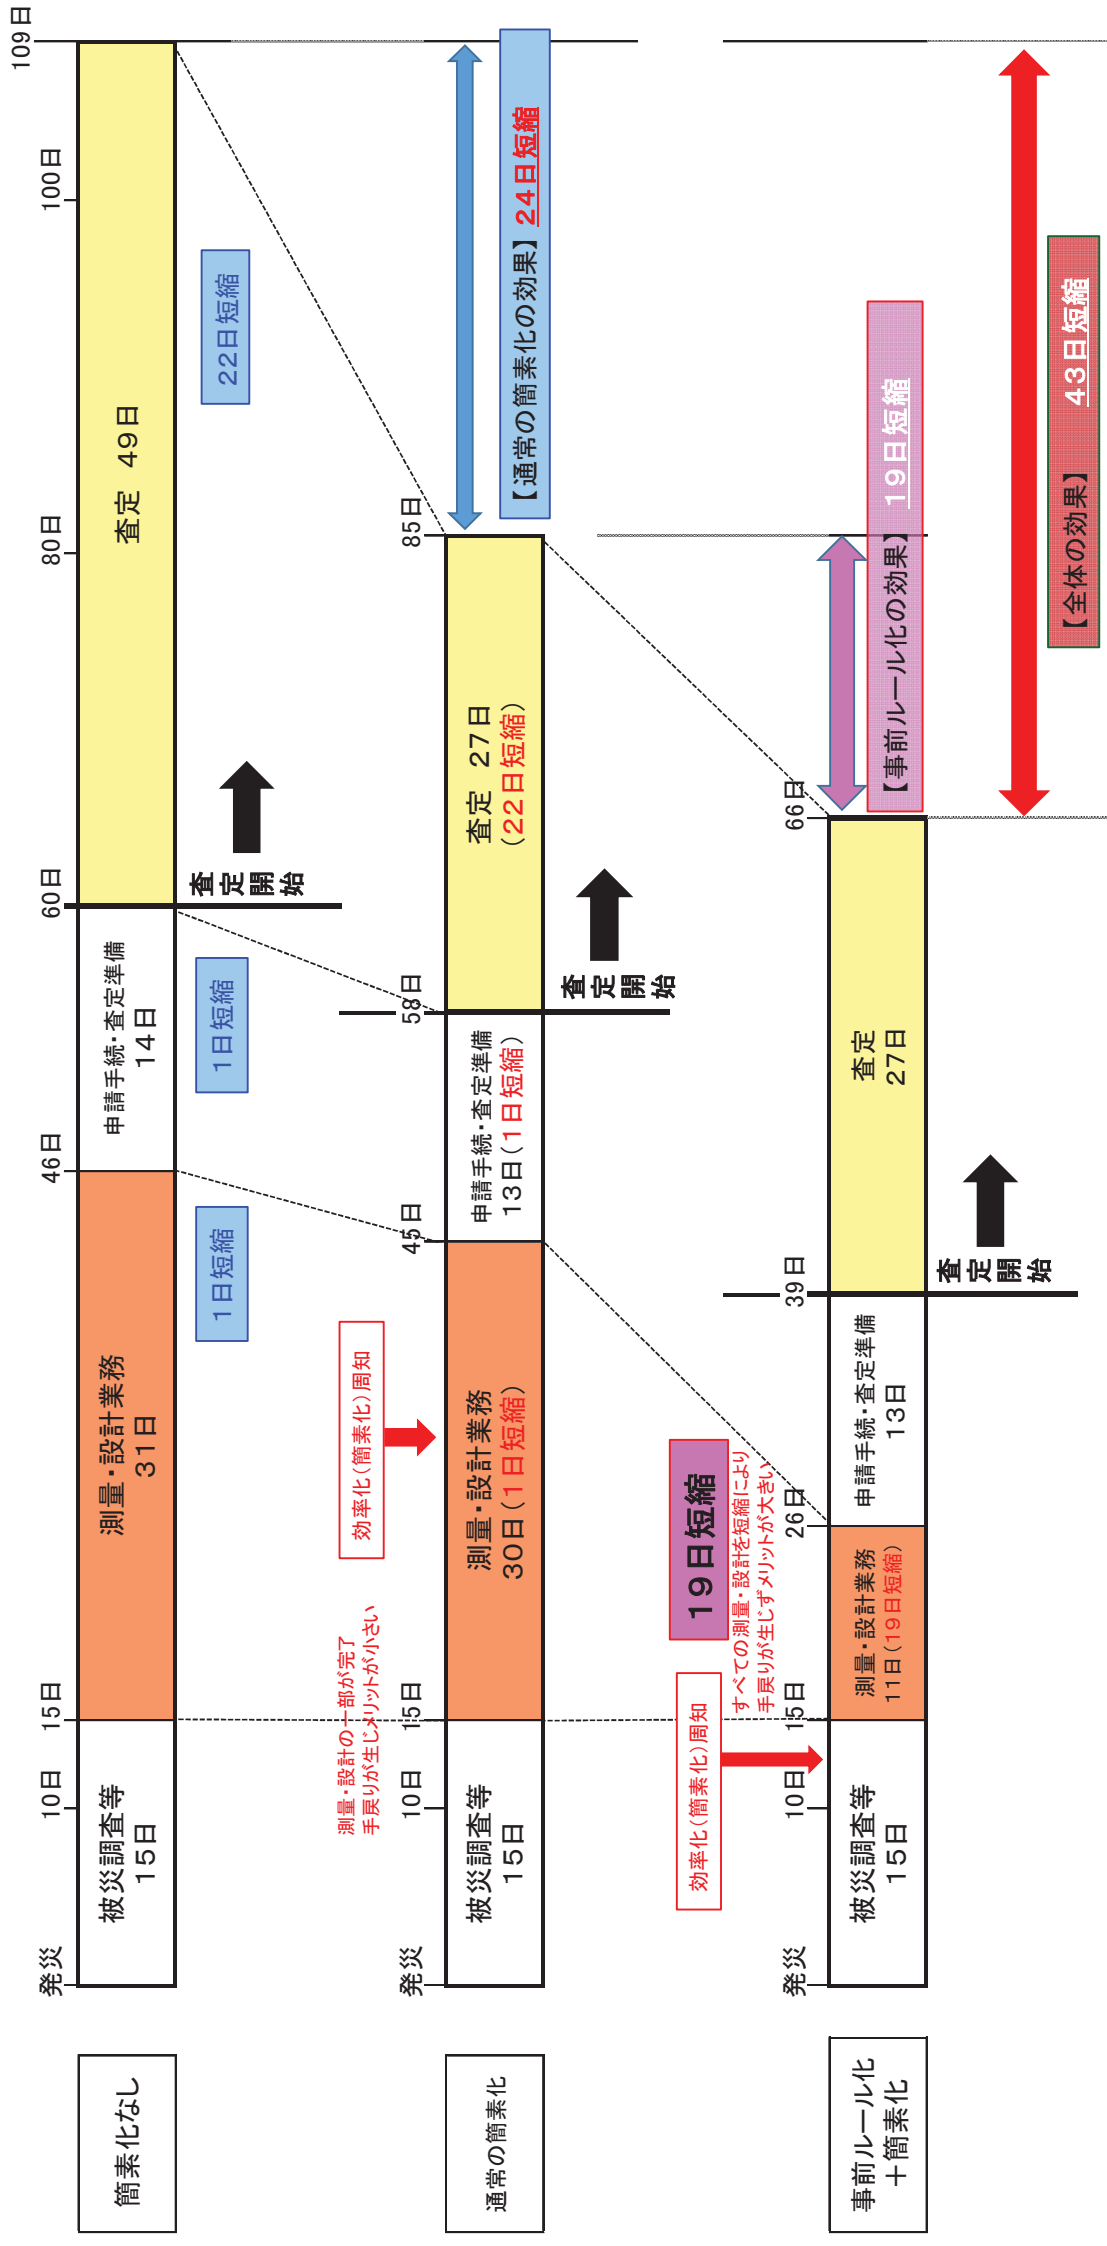 簡素化なし
発災
10日
15日
46日
60日
80日
100日
109日
被災調査等
15日
測量・設計業務
31日
申請手続・査定準備
14日
査定 49日
1日短縮
1日短縮
査定開始
22日短縮
測量・設計の一部が完了
手戻りが生じメリットが小さい
効率化(簡素化)周知
通常の簡素化
発災
10日
15日
45日
58日
85日
被災調査等
15日
測量・設計業務
30日(1日短縮)
申請手続・査定準備
13日(1日短縮)
査定 27日
(22日短縮)
【通常の簡素化の効果】24日短縮
査定開始
効率化(簡素化)周知
19日短縮
すべての測量・設計を短縮により
手戻りが生じずメリットが大きい
事前ルール化
＋簡素化
発災
10日
15日
26日
39日
66日
被災調査等
15日
測量・設計業務
11日(19日短縮)
申請手続・査定準備
13日
査定
27日
【事前ルール化の効果】 19日短縮
査定開始
【全体の効果】 43日短縮